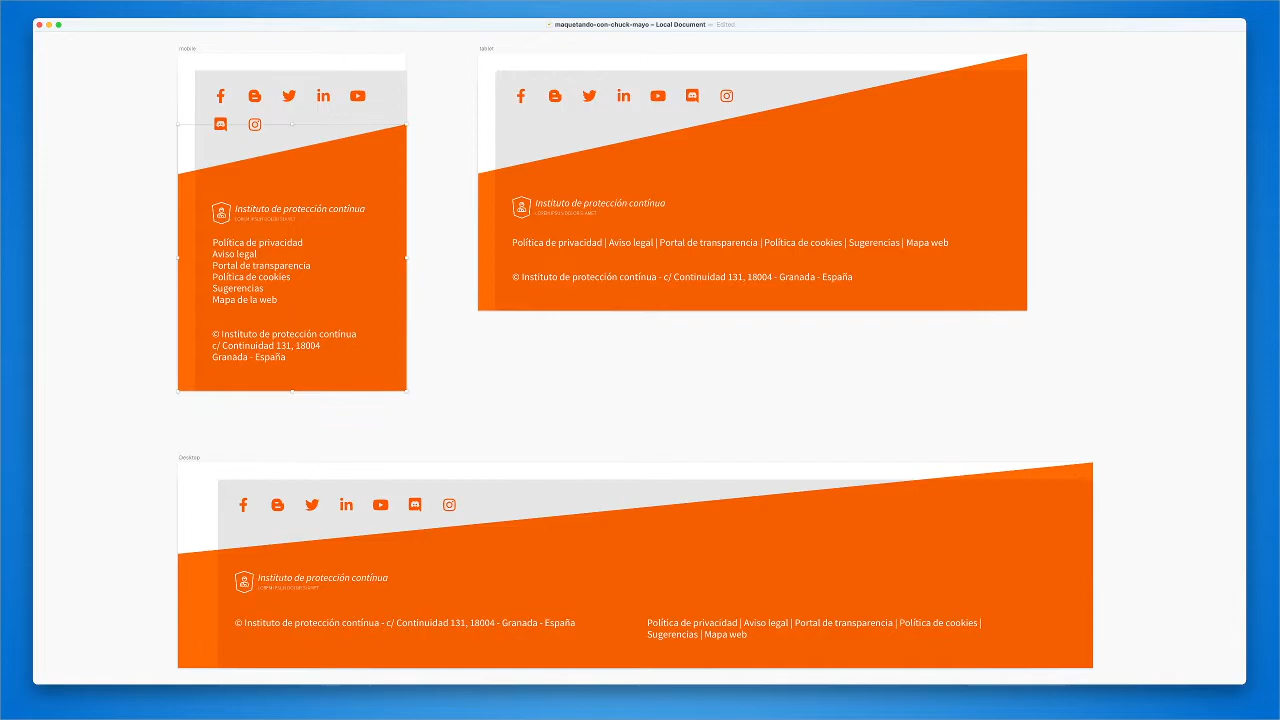 maquetando-con-chuck-mayo – Local Document — Edited
mobile
Instituto de protección contínua
Política de privacidad
Aviso legal
Portal de transparencia
Política de cookies
Sugerencias
Mapa de la web
© Instituto de protección contínua
c/ Continuidad 131, 18004
Granada - España
tablet
Instituto de protección contínua
Política de privacidad | Aviso legal | Portal de transparencia | Política de cookies | Sugerencias | Mapa web
© Instituto de protección contínua - c/ Continuidad 131, 18004 - Granada - España
Desktop
Instituto de protección contínua
© Instituto de protección contínua - c/ Continuidad 131, 18004 - Granada - España
Política de privacidad | Aviso legal | Portal de transparencia | Política de cookies |
Sugerencias | Mapa web